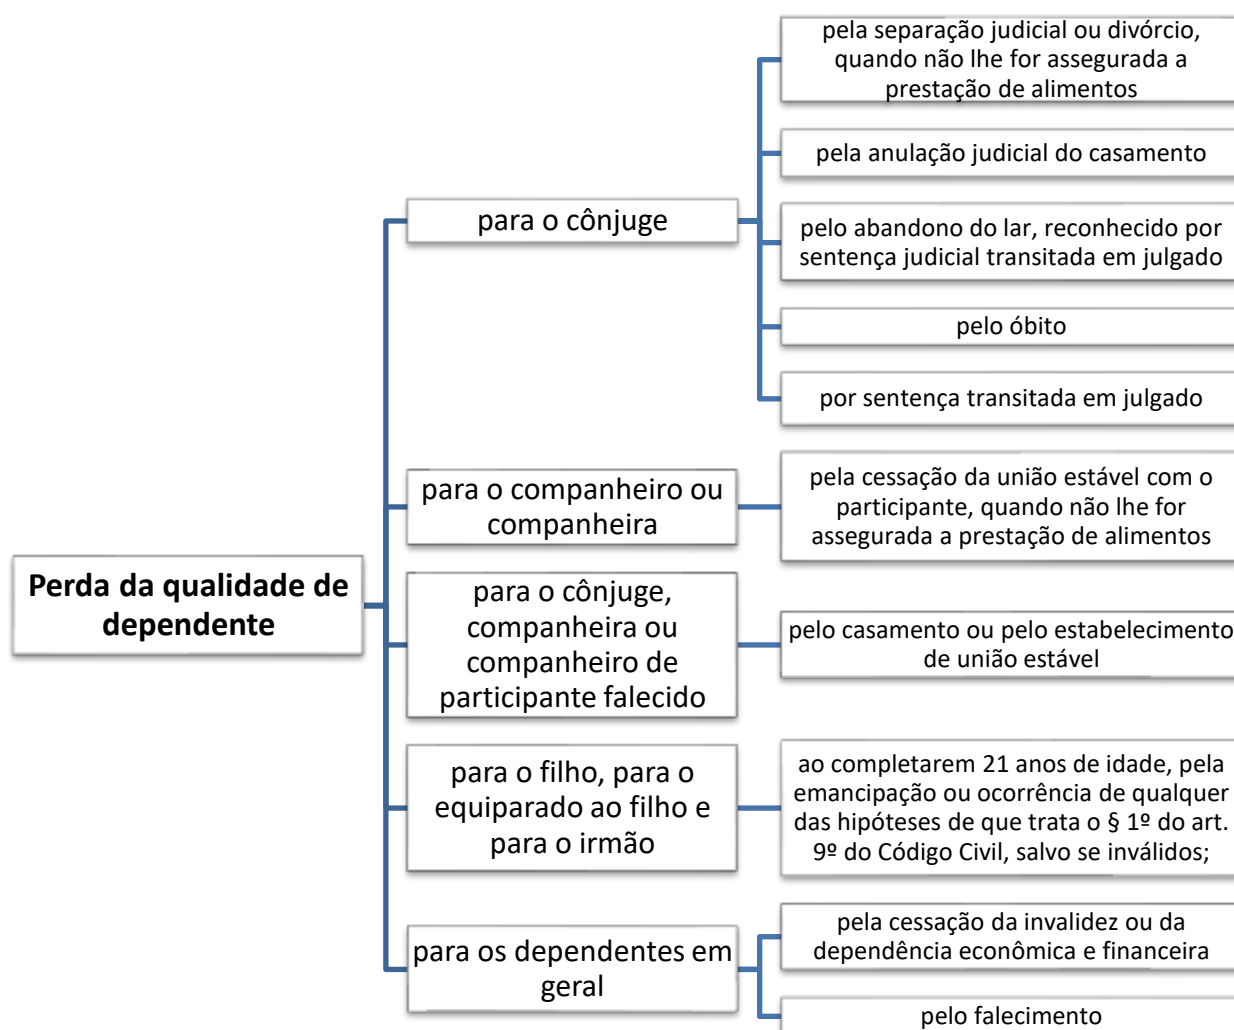 pela separação judicial ou divórcio,
quando não lhe for assegurada a
prestação de alimentos
pela anulação judicial do casamento
para o cônjuge
pelo abandono do lar, reconhecido por
sentença judicial transitada em julgado
pelo óbito
por sentença transitada em julgado
para o companheiro ou
companheira
pela cessação da união estável com o
participante, quando não lhe for
assegurada a prestação de alimentos
Perda da qualidade de
dependente
para o cônjuge,
companheira ou
companheiro de
participante falecido
pelo casamento ou pelo estabelecimento
de união estável
para o filho, para o
equiparado ao filho e
para o irmão
ao completarem 21 anos de idade, pela
emancipação ou ocorrência de qualquer
das hipóteses de que trata o § 1º do art.
9º do Código Civil, salvo se inválidos;
para os dependentes em
geral
pela cessação da invalidez ou da
dependência econômica e financeira
pelo falecimento